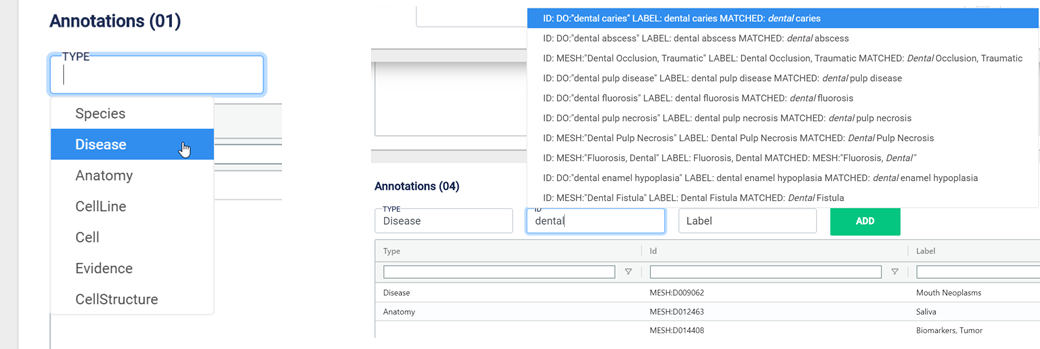 Annotations (01)
TYPE
Species
Disease
Anatomy
CellLine
Cell
Evidence
CellStructure
ID: DO:"dental caries" LABEL: dental caries MATCHED: dental caries
ID: DO:"dental abscess" LABEL: dental abscess MATCHED: dental abscess
ID: MESH:"Dental Occlusion, Traumatic" LABEL: Dental Occlusion, Traumatic MATCHED: Dental Occlusion, Traumatic
ID: DO:"dental pulp disease" LABEL: dental pulp disease MATCHED: dental pulp disease
ID: DO:"dental fluorosis" LABEL: dental fluorosis MATCHED: dental fluorosis
ID: DO:"dental pulp necrosis" LABEL: dental pulp necrosis MATCHED: dental pulp necrosis
ID: MESH:"Dental Pulp Necrosis" LABEL: Dental Pulp Necrosis MATCHED: Dental Pulp Necrosis
ID: MESH:"Fluorosis, Dental" LABEL: Fluorosis, Dental MATCHED: MESH:"Fluorosis, Dental"
ID: DO:"dental enamel hypoplasia" LABEL: dental enamel hypoplasia MATCHED: dental enamel hypoplasia
ID: MESH:"Dental Fistula" LABEL: Dental Fistula MATCHED: Dental Fistula
Annotations (04)
TYPE ID
Disease dental Label ADD
Type Id Label
Disease MESH:D009062 Mouth Neoplasms
Anatomy MESH:D012463 Saliva
MESH:D014408 Biomarkers, Tumor